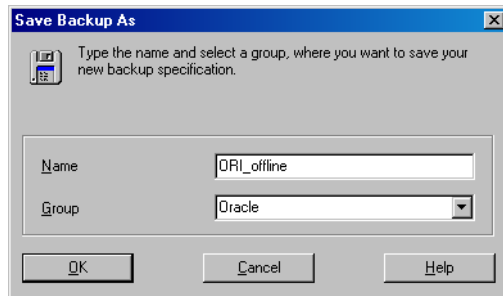 Save Backup As
Type the name and select a group, where you want to save your
new backup specification.
Name ORI_offline
Group Oracle
OK Cancel Help